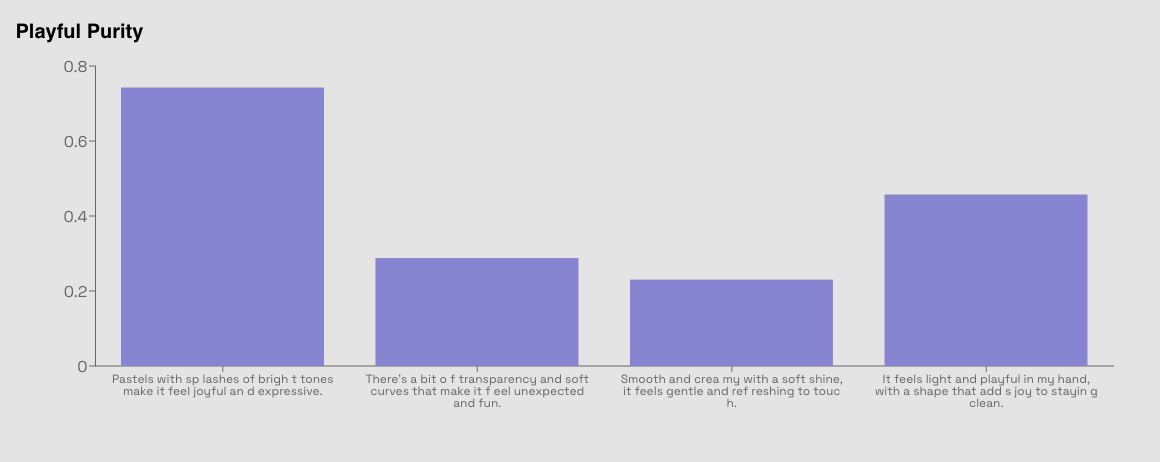 Playful Purity
0.8
0.6
0.4
0.2
0
Pastels with sp lashes of brigh t tones
make it feel joyful an d expressive.
There's a bit o f transparency and soft
curves that make it f eel unexpected
and fun.
Smooth and crea my with a soft shine,
it feels gentle and ref reshing to touc
h.
It feels light and playful in my hand,
with a shape that add s joy to stayin g
clean.